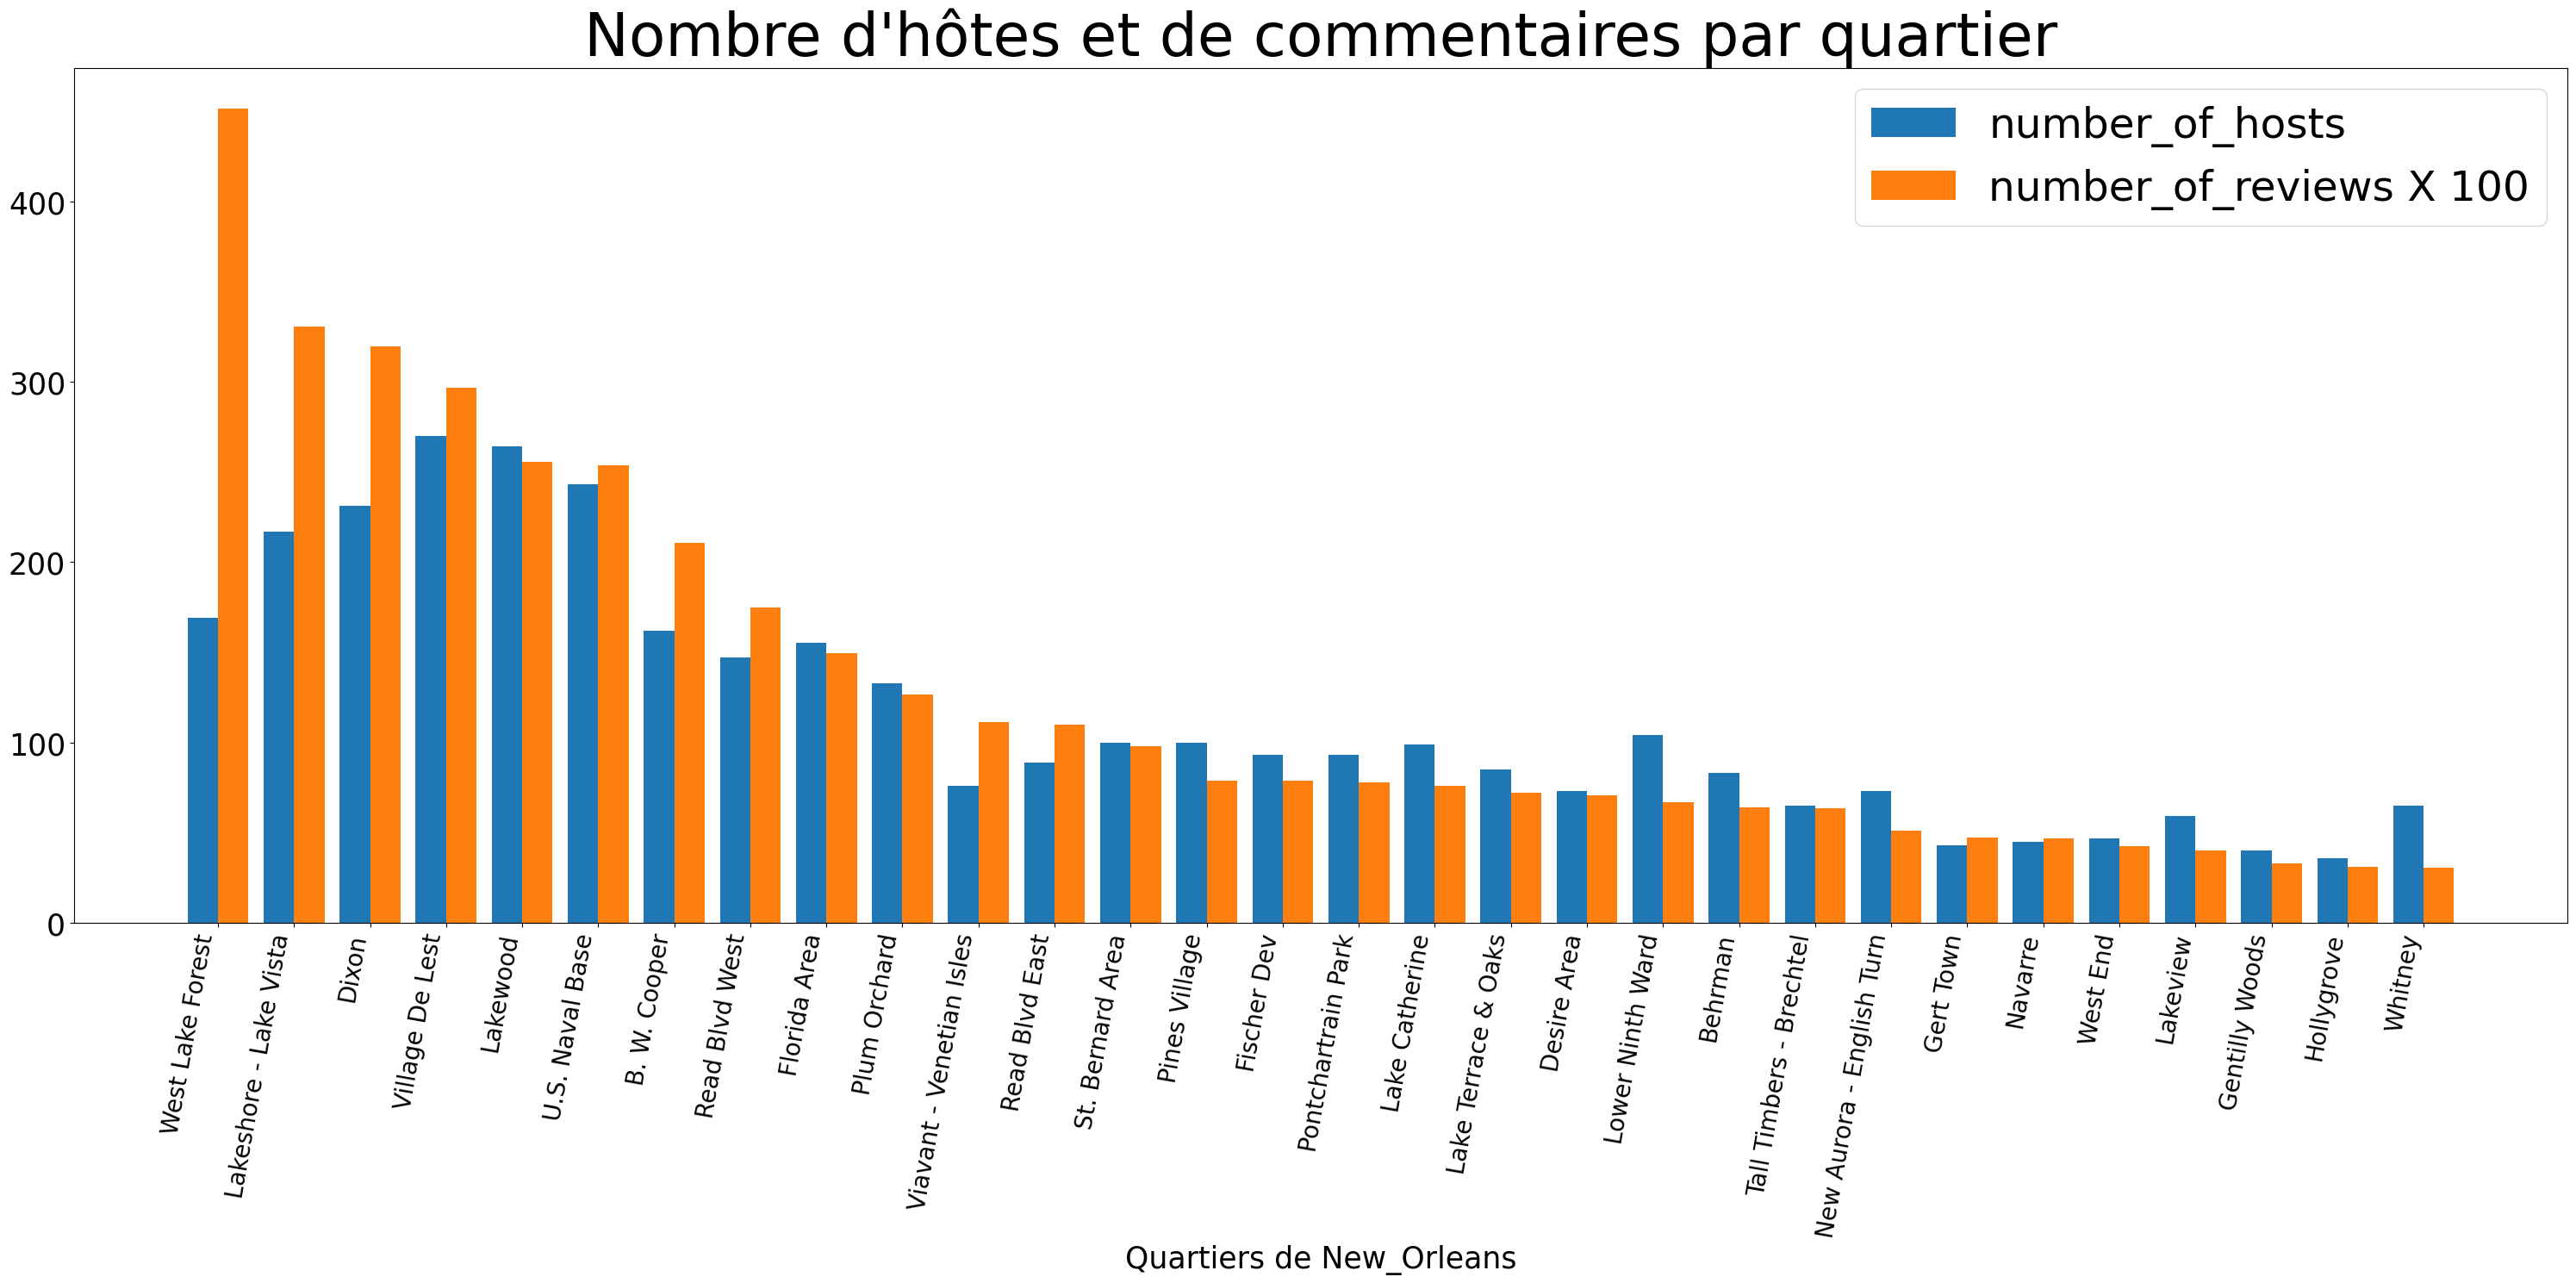 Nombre d'hôtes et de commentaires par quartier
number_of_hosts
number_of_reviews X 100
400
300
200
100
0
West Lake Forest
Lakeshore - Lake Vista
Dixon
Village De Lest
Lakewood
U.S. Naval Base
B. W. Cooper
Read Blvd West
Florida Area
Plum Orchard
Viavant - Venetian Isles
Read Blvd East
St. Bernard Area
Pines Village
Fischer Dev
Pontchartrain Park
Lake Catherine
Lake Terrace & Oaks
Desire Area
Lower Ninth Ward
Behrman
Tall Timbers - Brechtel
New Aurora - English Turn
Gert Town
Navarre
West End
Lakeview
Gentilly Woods
Hollygrove
Whitney
Quartiers de New_Orleans